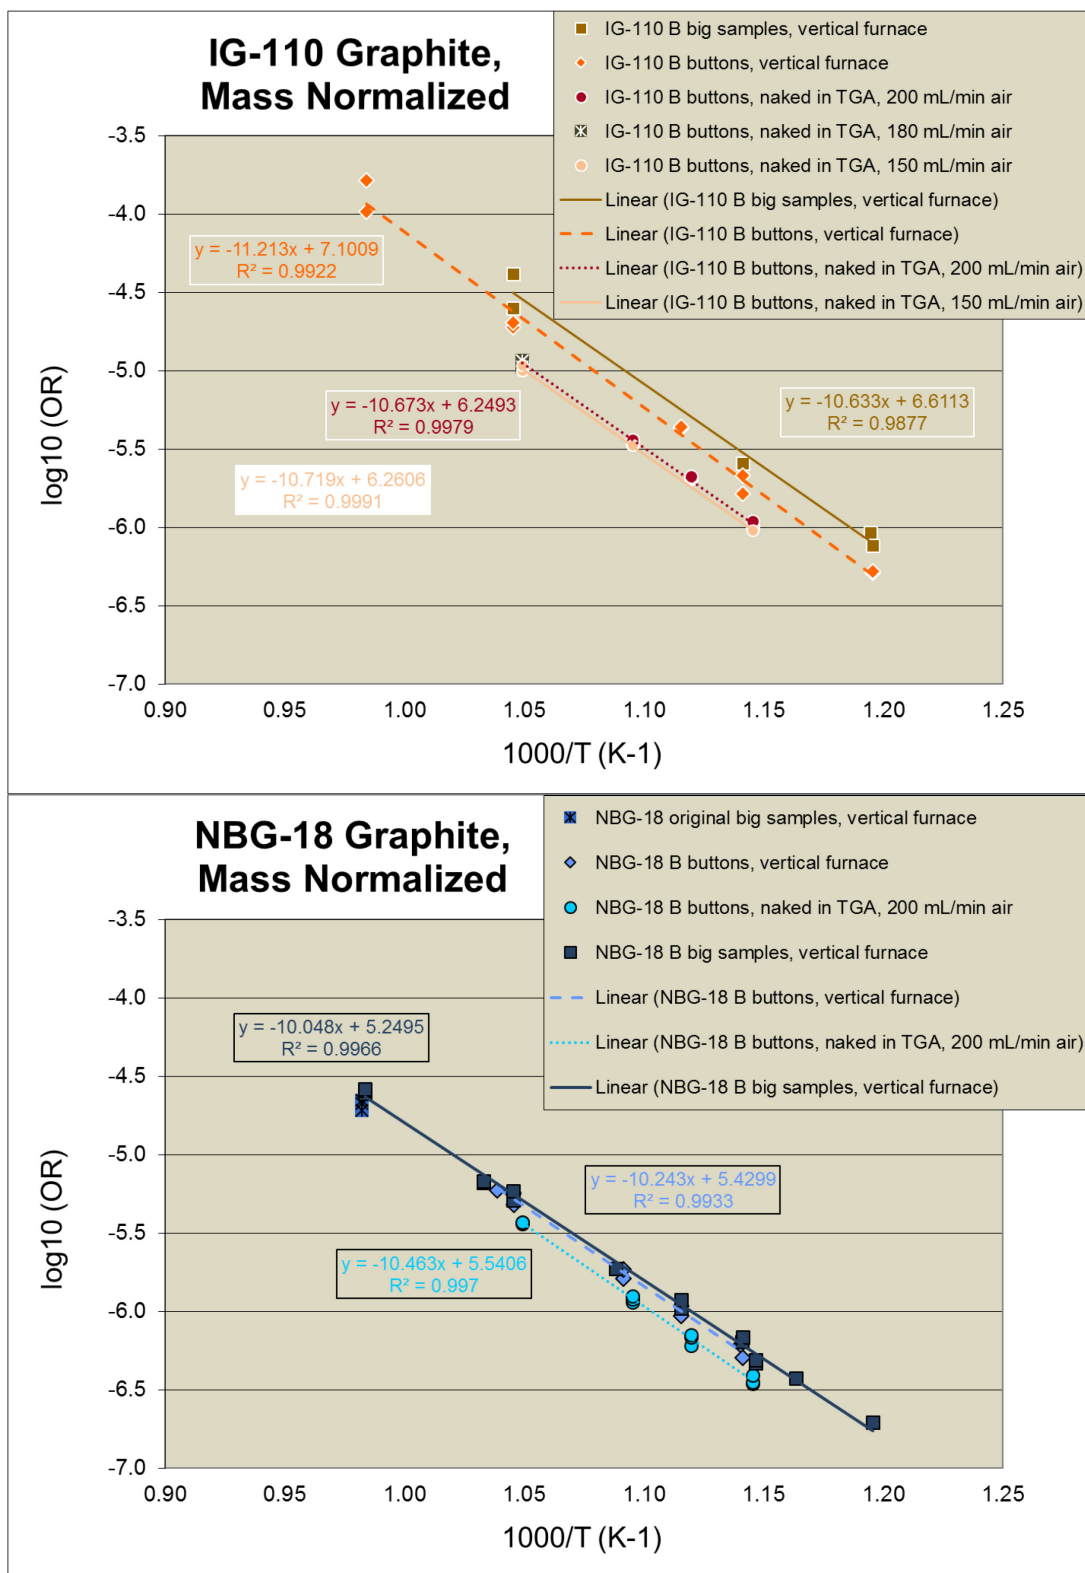 IG-110 Graphite,
Mass Normalized
IG-110 B big samples, vertical furnace
IG-110 B buttons, vertical furnace
IG-110 B buttons, naked in TGA, 200 mL/min air
IG-110 B buttons, naked in TGA, 180 mL/min air
IG-110 B buttons, naked in TGA, 150 mL/min air
Linear (IG-110 B big samples, vertical furnace)
Linear (IG-110 B buttons, vertical furnace)
Linear (IG-110 B buttons, naked in TGA, 200 mL/min air)
Linear (IG-110 B buttons, naked in TGA, 150 mL/min air)
-3.5
-4.0
-4.5
-5.0
-5.5
-6.0
-6.5
-7.0
log10 (OR)
y = -11.213x + 7.1009
R² = 0.9922
y = -10.673x + 6.2493
R² = 0.9979
y = -10.633x + 6.6113
R² = 0.9877
y = -10.719x + 6.2606
R² = 0.9991
0.90 0.95 1.00 1.05 1.10 1.15 1.20 1.25
1000/T (K-1)
NBG-18 Graphite,
Mass Normalized
NBG-18 original big samples, vertical furnace
NBG-18 B buttons, vertical furnace
NBG-18 B buttons, naked in TGA, 200 mL/min air
NBG-18 B big samples, vertical furnace
Linear (NBG-18 B buttons, vertical furnace)
Linear (NBG-18 B buttons, naked in TGA, 200 mL/min air)
Linear (NBG-18 B big samples, vertical furnace)
-3.5
-4.0
-4.5
-5.0
-5.5
-6.0
-6.5
-7.0
log10 (OR)
y = -10.048x + 5.2495
R² = 0.9966
y = -10.243x + 5.4299
R² = 0.9933
y = -10.463x + 5.5406
R² = 0.997
0.90 0.95 1.00 1.05 1.10 1.15 1.20 1.25
1000/T (K-1)